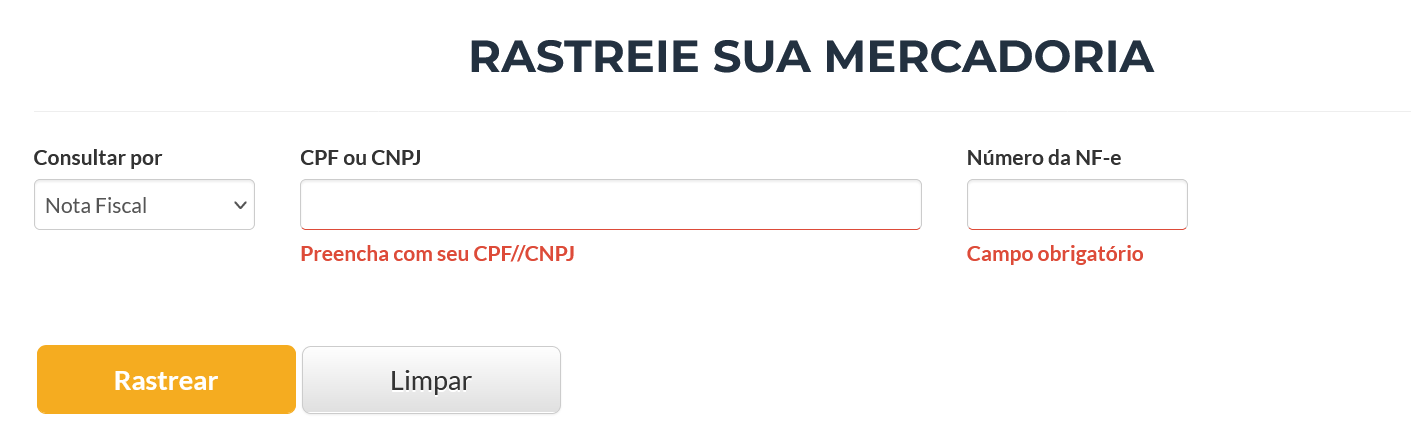 RASTREIE SUA MERCADORIA
Consultar por
CPF ou CNPJ
Número da NF-e
Nota Fiscal
Preencha com seu CPF//CNPJ
Campo obrigatório
Rastrear
Limpar